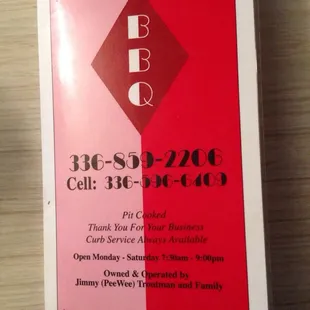 B
B
Q
336-859-2206
Cell: 336-596-6409
Pit Cooked
Thank You For Your Business
Curb Service Always Available
Open Monday - Saturday 7:30am - 9:00pm
Owned & Operated by
Jimmy (PeeWee) Troutman and Family